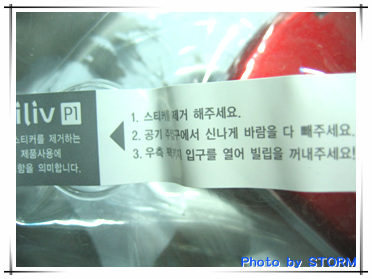 iliv P1
스티커를 제거하는
제품사용에
함을 의미합니다.
1. 스티커를 제거 해주세요.
2. 공기 주입구에서 신나게 바람을 다 빼주세요.
3. 우측 입구를 열어 빌립을 꺼내주세요!
Photo by STORM